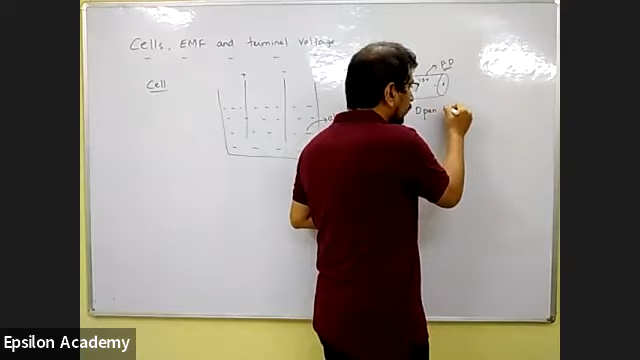 Cells, EMF and terminal voltage
Cell
P.D
Open
Epsilon Academy